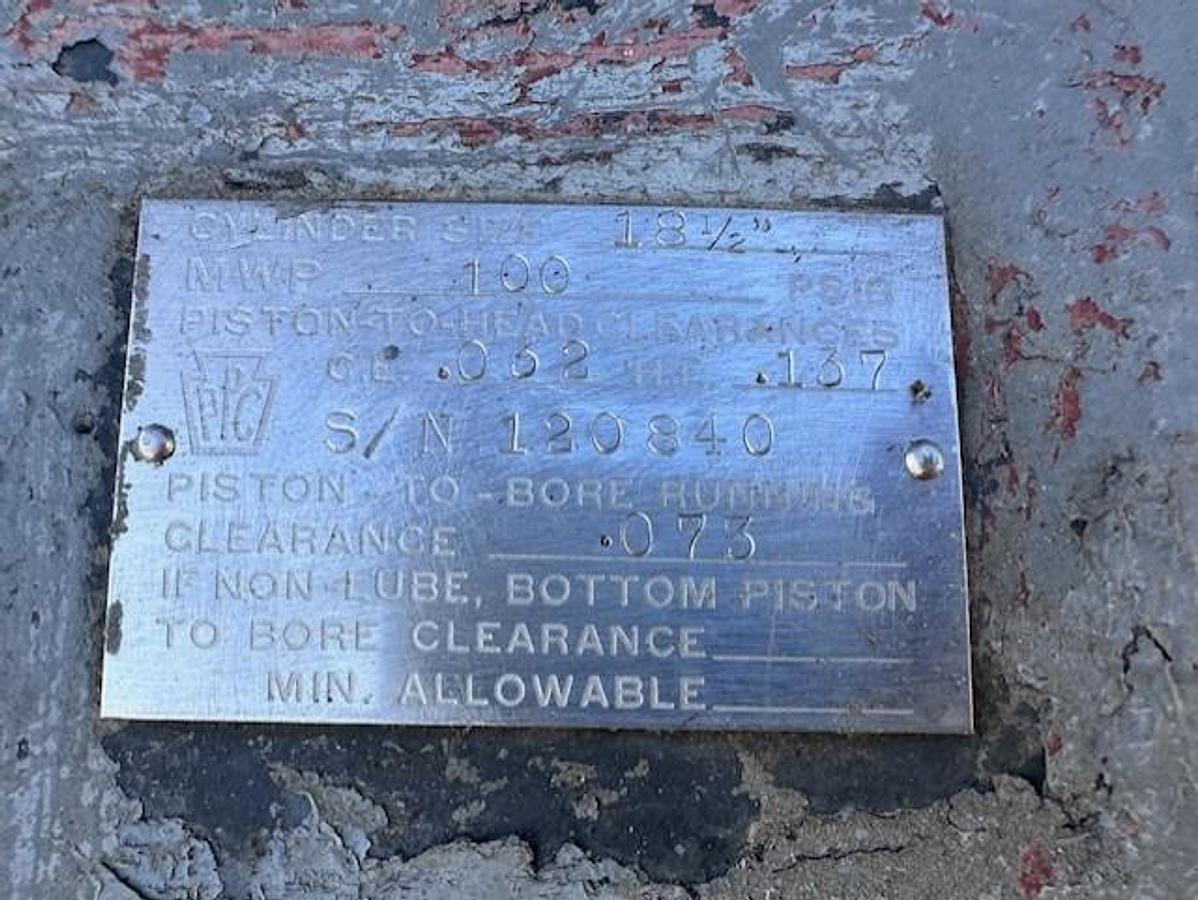 CYLINDER SIZE 18½"
MWP 100 PSIG
PISTON-TO-HEAD CLEARANCES
C.E. .032 H.E. .137
PTC
S/N 120840
PISTON-TO-BORE RUNNING
CLEARANCE .073
IF NON-LUBE, BOTTOM PISTON
TO BORE CLEARANCE
MIN. ALLOWABLE